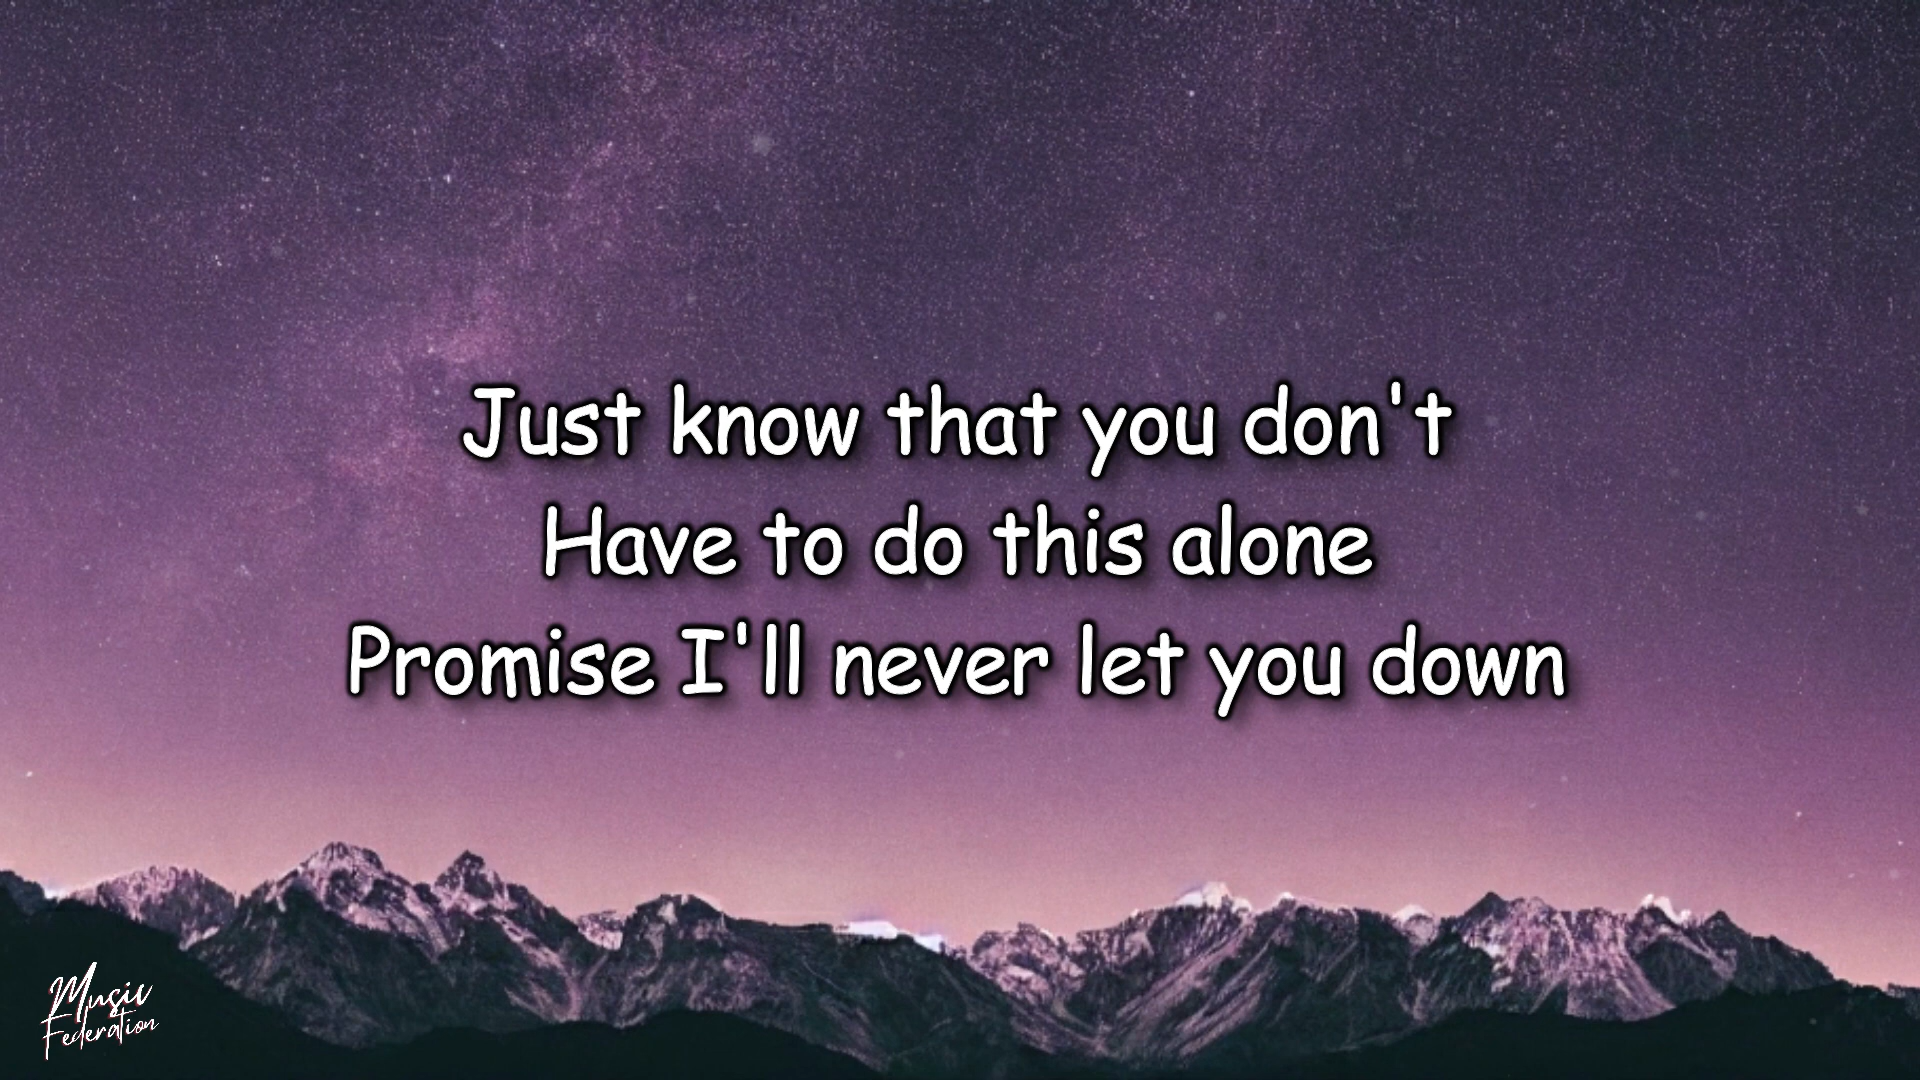 Just know that you don't
Have to do this alone
Promise I'll never let you down
Music
Federation